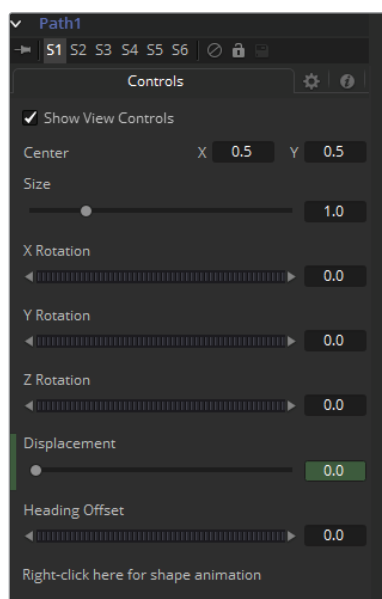 Path1
S1 S2 S3 S4 S5 S6
Controls
Show View Controls
Center X 0.5 Y 0.5
Size
1.0
X Rotation
0.0
Y Rotation
0.0
Z Rotation
0.0
Displacement
0.0
Heading Offset
0.0
Right-click here for shape animation